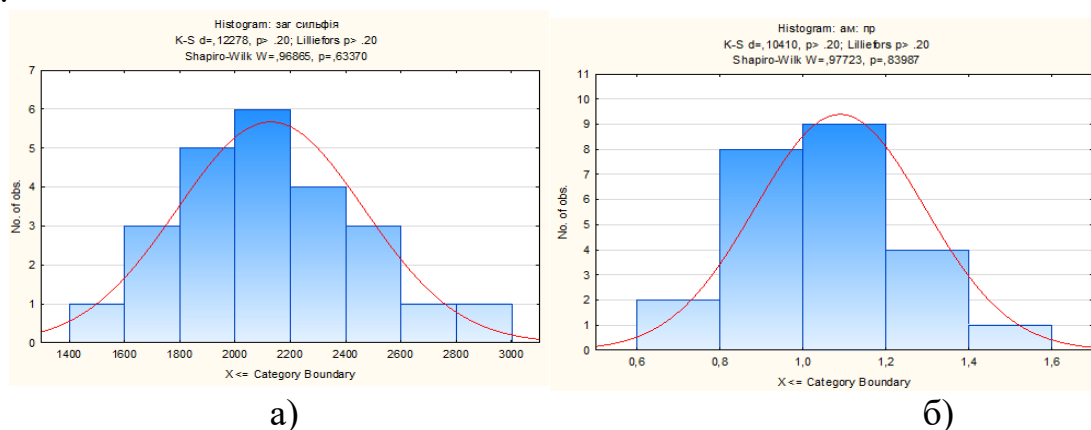 Histogram: заг сильфія
K-S d=,12278, p> .20; Lilliefors p> .20
Shapiro-Wilk W=,96865, p=,63370
No. of obs.
7
6
5
4
3
2
1
0
1400 1600 1800 2000 2200 2400 2600 2800 3000
X <= Category Boundary
а)
Histogram: ам: пр
K-S d=,10410, p> .20; Lilliefors p> .20
Shapiro-Wilk W=,97723, p=,83987
No. of obs.
11
10
9
8
7
6
5
4
3
2
1
0
0,6 0,8 1,0 1,2 1,4 1,6
X <= Category Boundary
б)